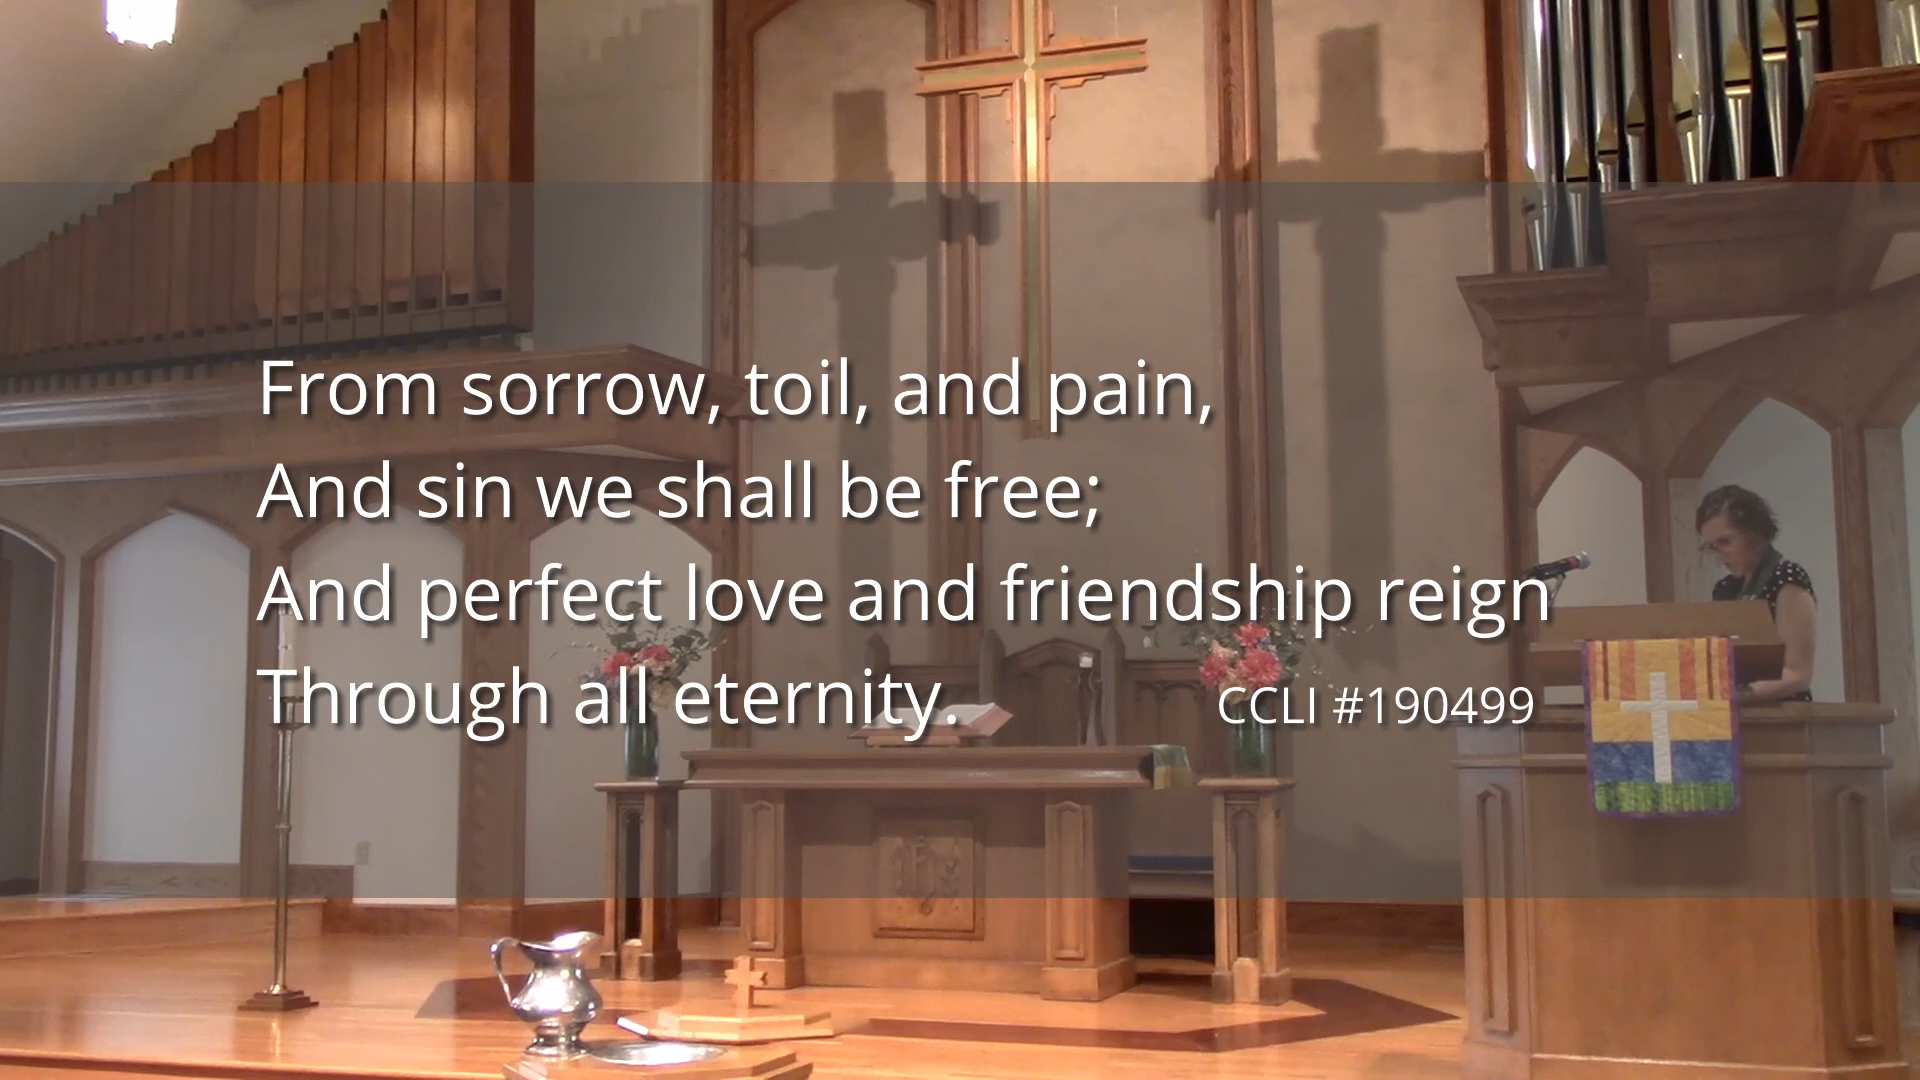 From sorrow, toil, and pain,
And sin we shall be free;
And perfect love and friendship reign
Through all eternity.
CCLI #190499